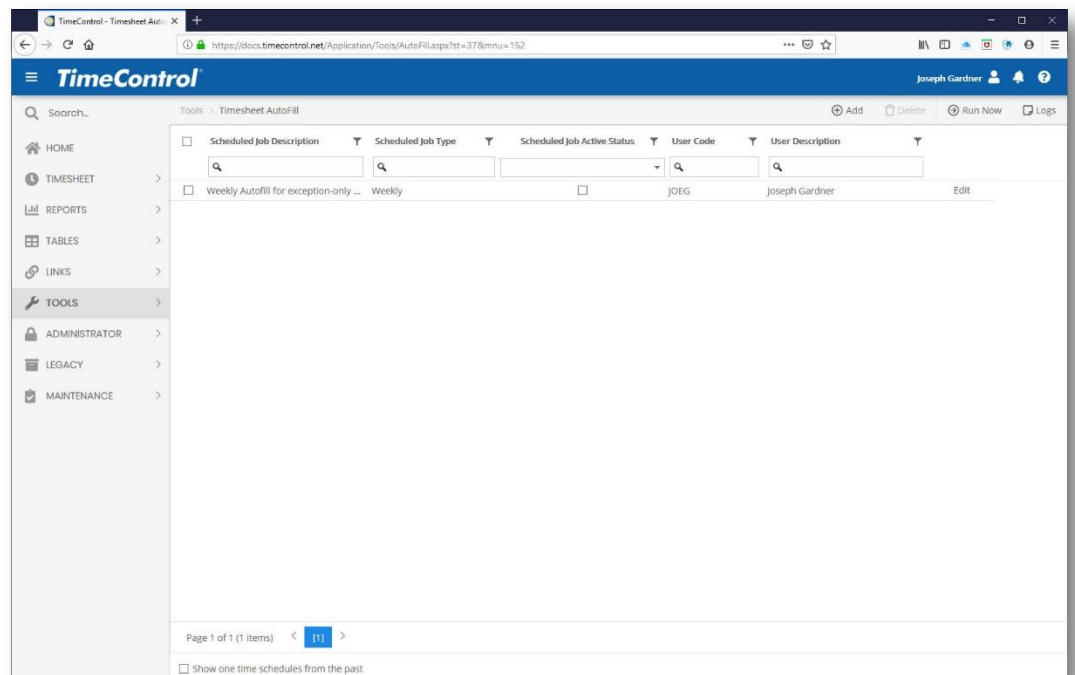 TimeControl - Timesheet Auto
https://docs.timecontrol.net/Application/Tools/AutoFill.aspx?st=37&mnu=152
TimeControl
Joseph Gardner
Search...
Tools > Timesheet AutoFill
Add Delete Run Now Logs
HOME
TIMESHEET
REPORTS
TABLES
LINKS
TOOLS
ADMINISTRATOR
LEGACY
MAINTENANCE
Scheduled Job Description Scheduled Job Type Scheduled Job Active Status User Code User Description
Weekly Autofill for exception-only ... Weekly JOEG Joseph Gardner Edit
Page 1 of 1 (1 items) < [1] >
Show one time schedules from the past